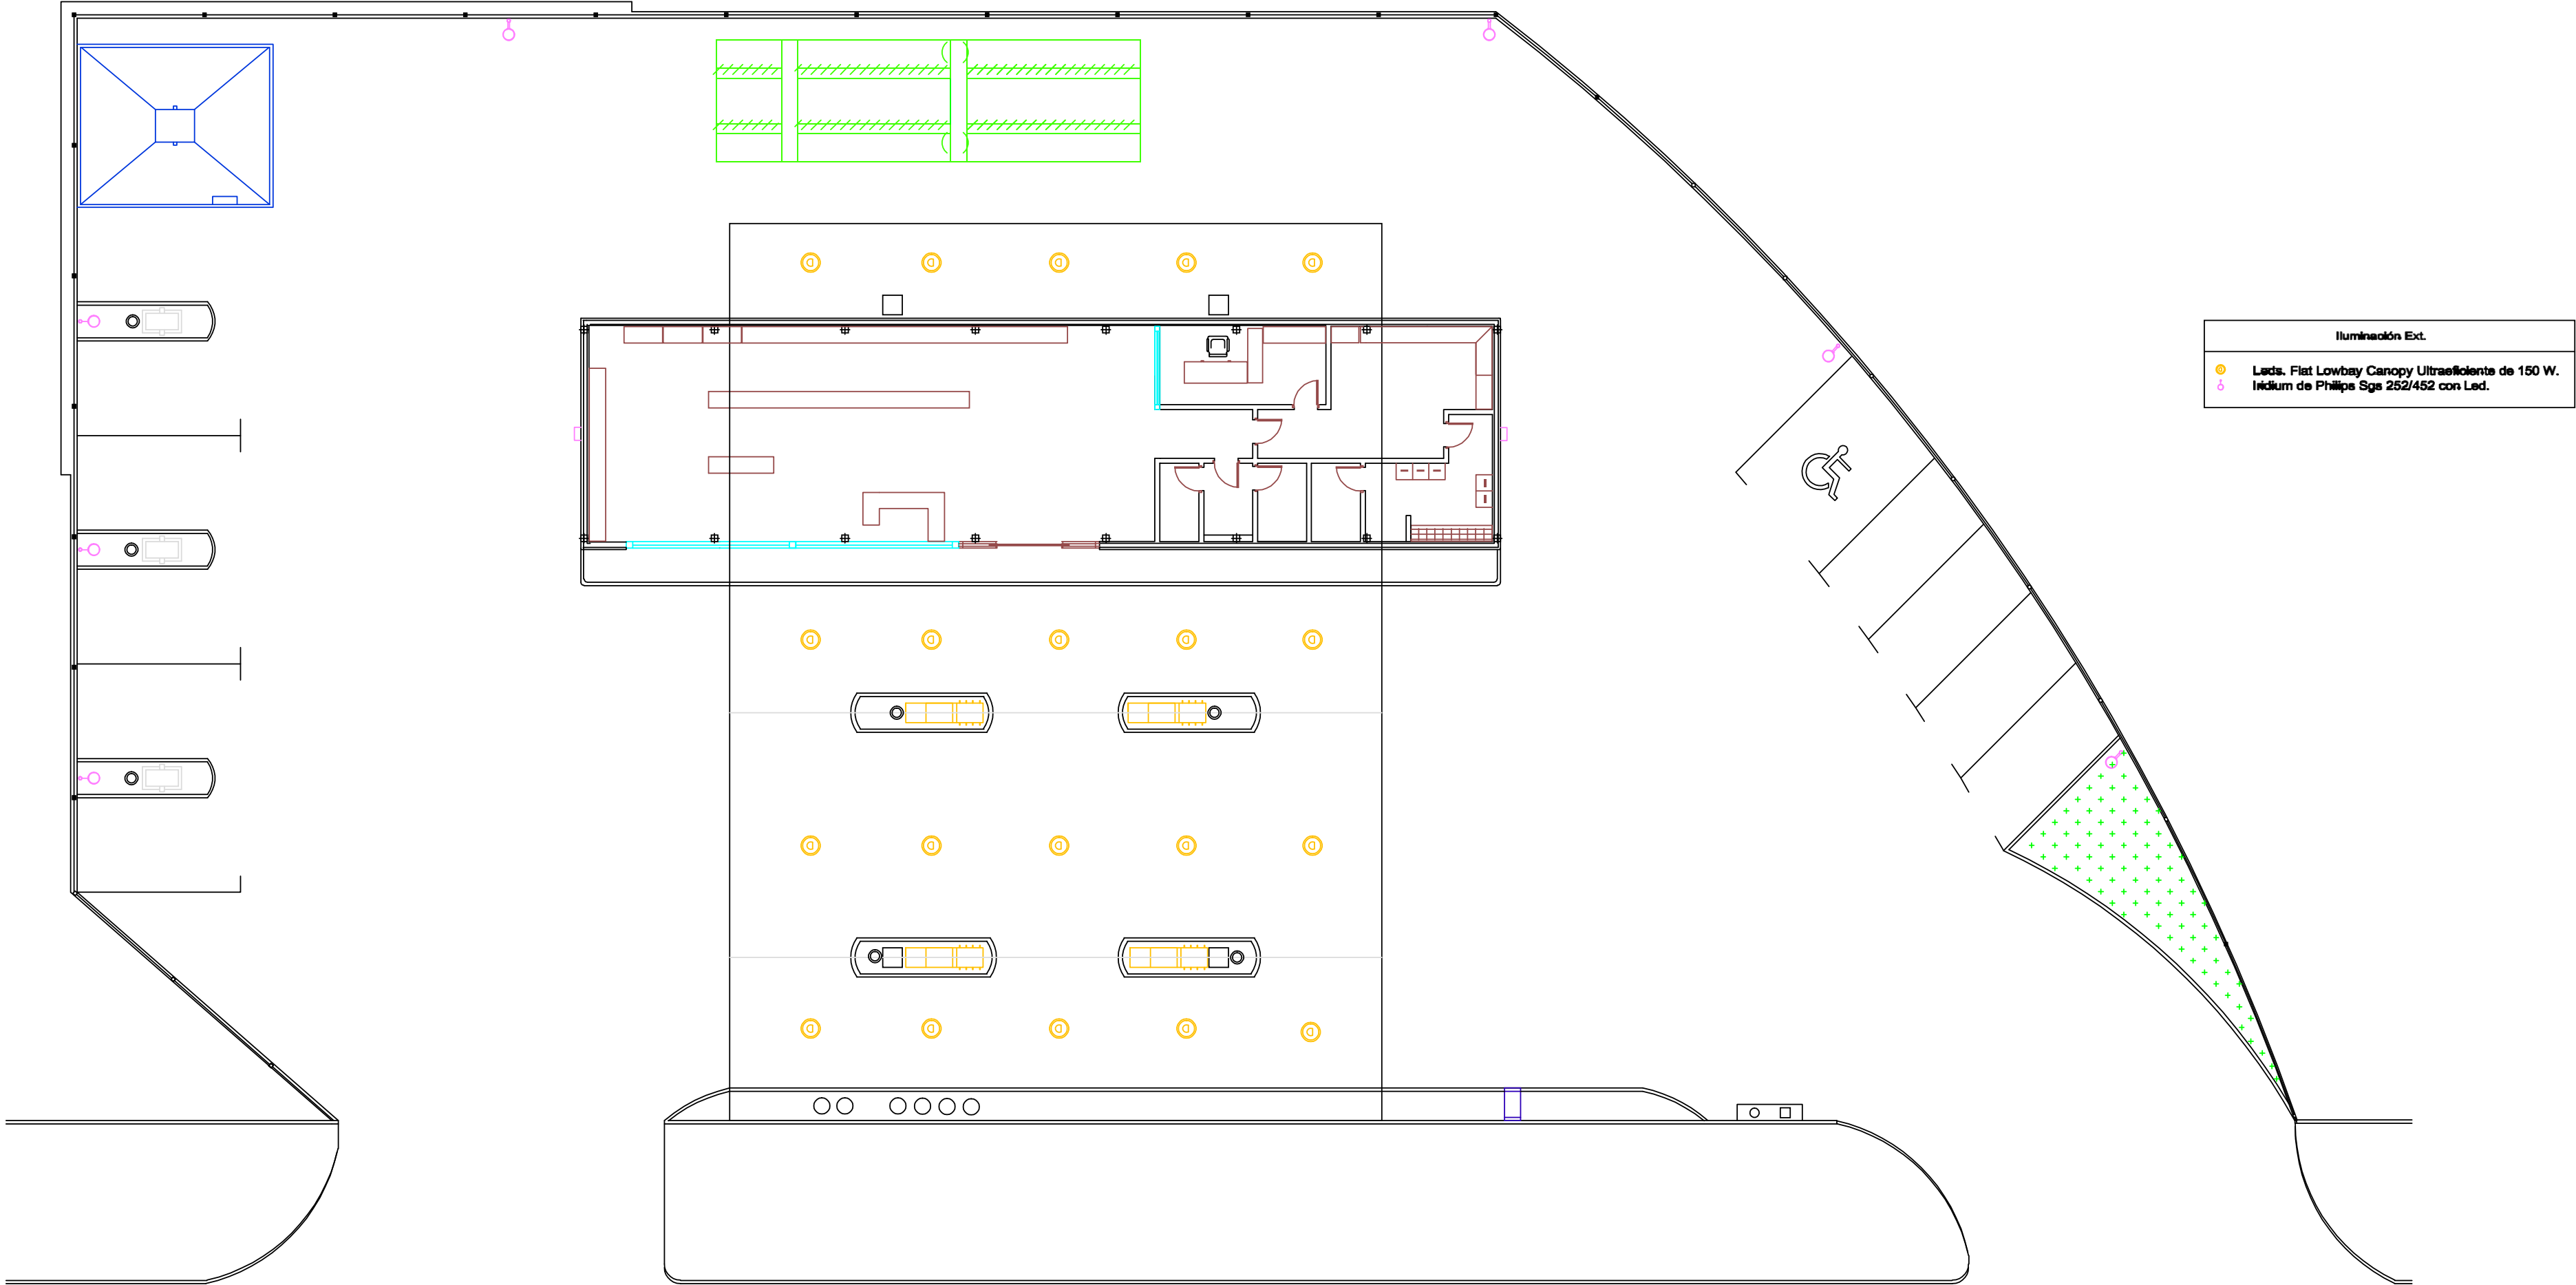 Iluminación Ext.
Leds. Flat Lowbay Canopy Ultraeficiente de 150 W.
Iridium de Philips Sgs 252/452 con Led.